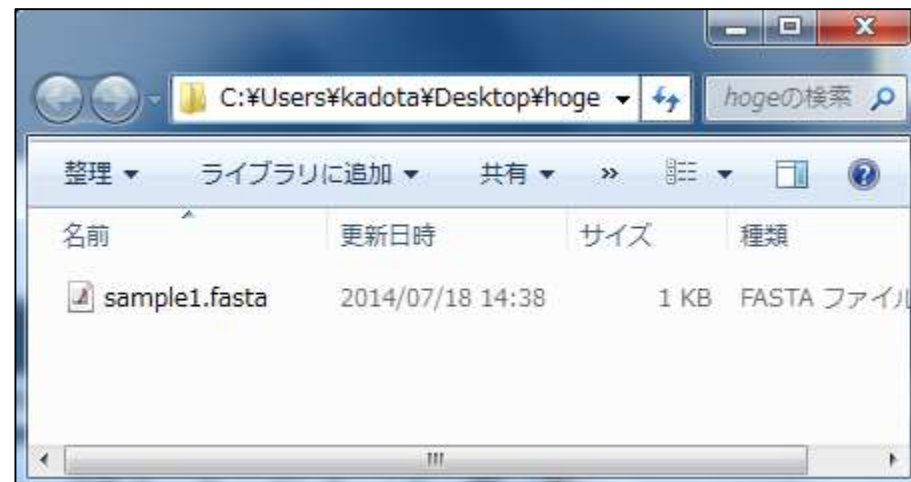 C:¥Users¥kadota¥Desktop¥hoge hogeの検索
整理 ライブラリに追加 共有 »
名前 更新日時 サイズ 種類
sample1.fasta 2014/07/18 14:38 1 KB FASTA ファイル